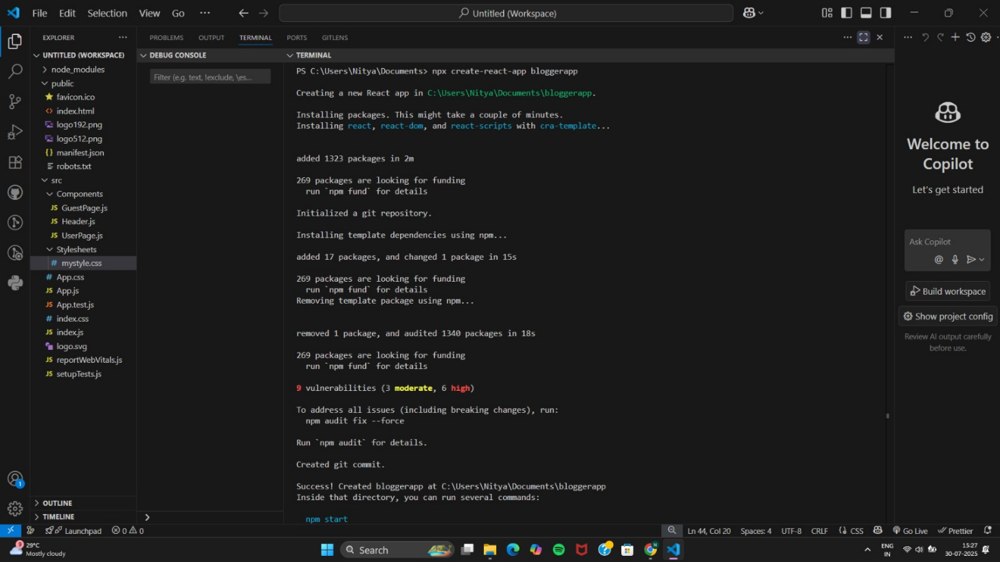 File Edit Selection View Go ···
Untitled (Workspace)
EXPLORER
UNTITLED (WORKSPACE)
node_modules
public
favicon.ico
index.html
logo192.png
logo512.png
manifest.json
robots.txt
src
Components
JS GuestPage.js
JS Header.js
JS UserPage.js
Stylesheets
# mystyle.css
# App.css
JS App.js
JS App.test.js
# index.css
JS index.js
logo.svg
JS reportWebVitals.js
JS setupTests.js
OUTLINE
TIMELINE
PROBLEMS OUTPUT TERMINAL PORTS GITLENS
DEBUG CONSOLE
Filter (e.g. text, !exclude, \es...
TERMINAL
PS C:\Users\Nitya\Documents> npx create-react-app bloggerapp
Creating a new React app in C:\Users\Nitya\Documents\bloggerapp.
Installing packages. This might take a couple of minutes.
Installing react, react-dom, and react-scripts with cra-template...
added 1323 packages in 2m
269 packages are looking for funding
run `npm fund` for details
Initialized a git repository.
Installing template dependencies using npm...
added 17 packages, and changed 1 package in 15s
269 packages are looking for funding
run `npm fund` for details
Removing template package using npm...
removed 1 package, and audited 1340 packages in 18s
269 packages are looking for funding
run `npm fund` for details
9 vulnerabilities (3 moderate, 6 high)
To address all issues (including breaking changes), run:
npm audit fix --force
Run `npm audit` for details.
Created git commit.
Success! Created bloggerapp at C:\Users\Nitya\Documents\bloggerapp
Inside that directory, you can run several commands:
npm start
Welcome to
Copilot
Let's get started
Ask Copilot
Build workspace
Show project config
Review AI output carefully
before use.
1
Launchpad 0 0
Ln 44, Col 20 Spaces: 4 UTF-8 CRLF {} CSS Go Live Prettier
9
29°C
Mostly cloudy
Search
N
ENG
IN
15:27
30-07-2025